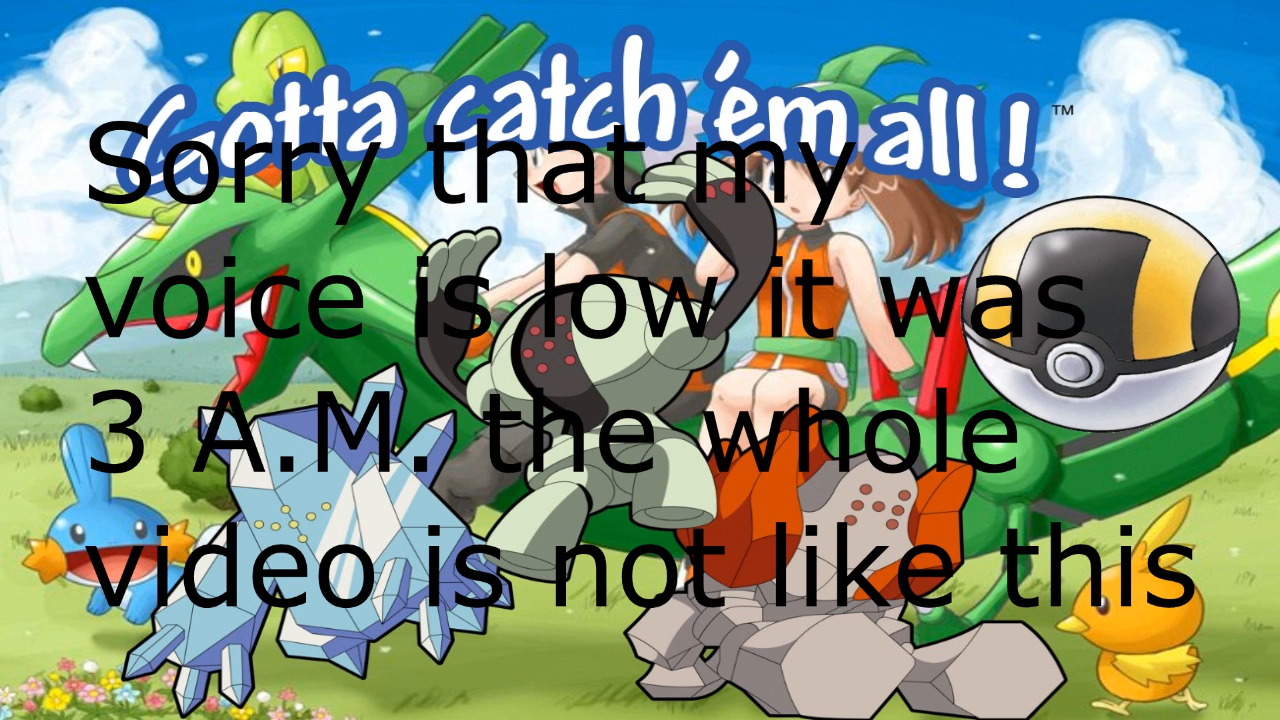 Gotta catch 'em all! ™
Sorry that my
voice is low it was
3 A.M. the whole
video is not like this